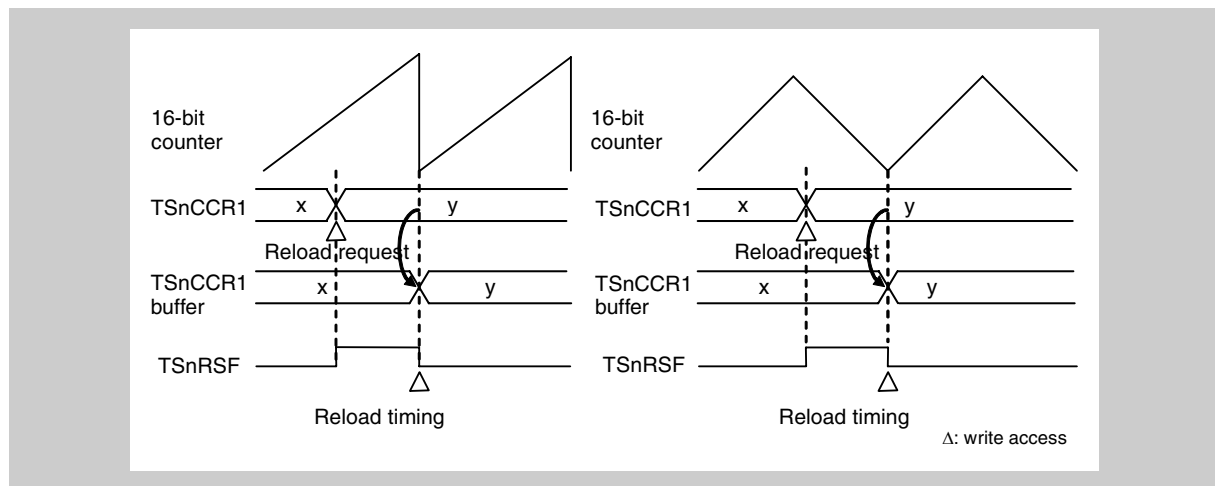 16-bit
counter
TSnCCR1
x
y
Reload request
TSnCCR1
buffer
x
y
TSnRSF
Reload timing
16-bit
counter
TSnCCR1
x
y
Reload request
TSnCCR1
buffer
x
y
TSnRSF
Reload timing
Δ: write access